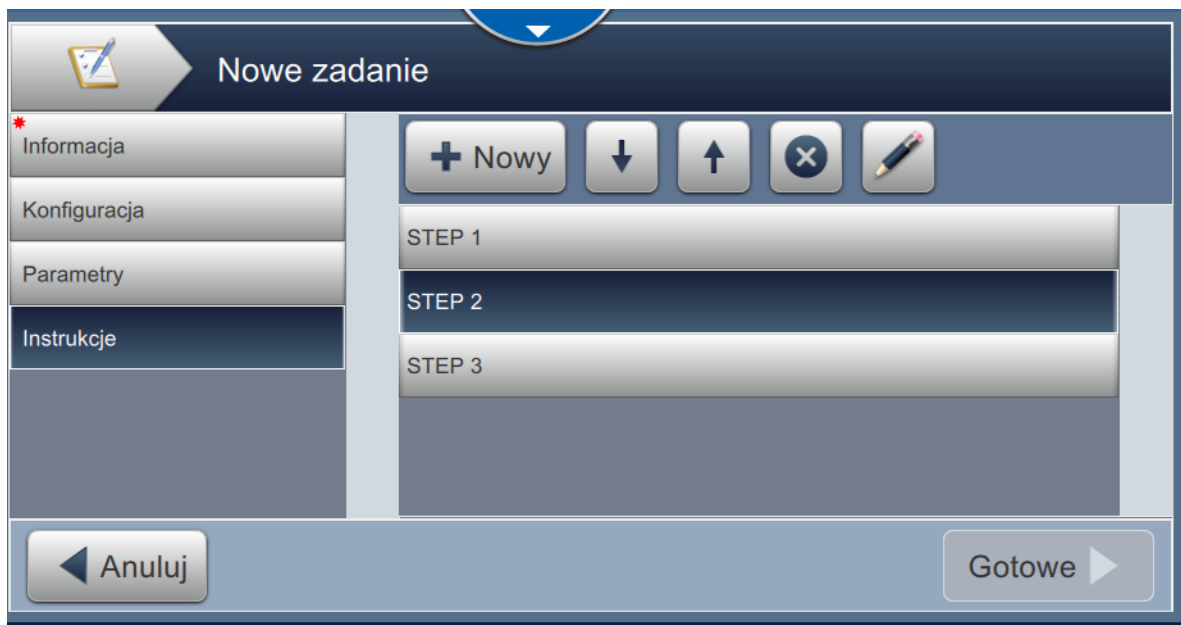 Nowe zadanie
Informacja
Konfiguracja
Parametry
Instrukcje
Nowy
STEP 1
STEP 2
STEP 3
Anuluj
Gotowe